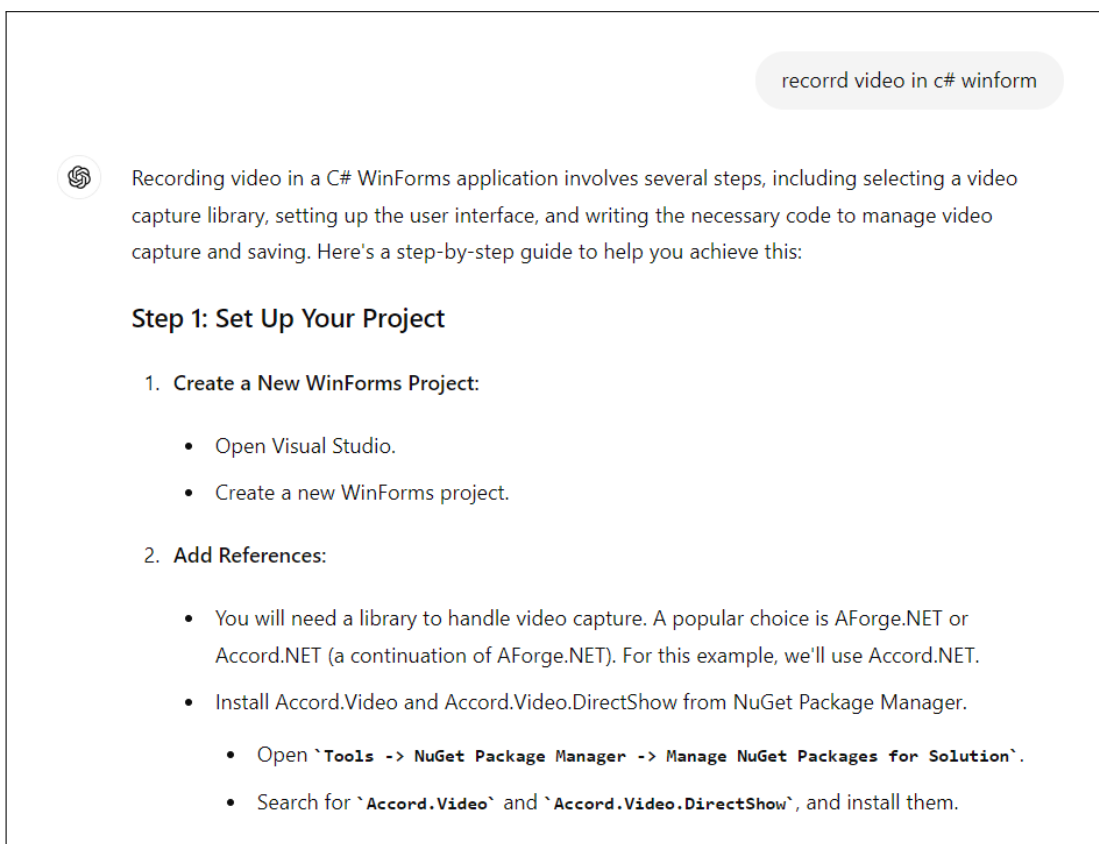 recorrd video in c# winform
Recording video in a C# WinForms application involves several steps, including selecting a video
capture library, setting up the user interface, and writing the necessary code to manage video
capture and saving. Here's a step-by-step guide to help you achieve this:
Step 1: Set Up Your Project
1. Create a New WinForms Project:
• Open Visual Studio.
• Create a new WinForms project.
2. Add References:
• You will need a library to handle video capture. A popular choice is AForge.NET or
Accord.NET (a continuation of AForge.NET). For this example, we'll use Accord.NET.
• Install Accord.Video and Accord.Video.DirectShow from NuGet Package Manager.
• Open `Tools -> NuGet Package Manager -> Manage NuGet Packages for Solution`.
• Search for `Accord.Video` and `Accord.Video.DirectShow`, and install them.